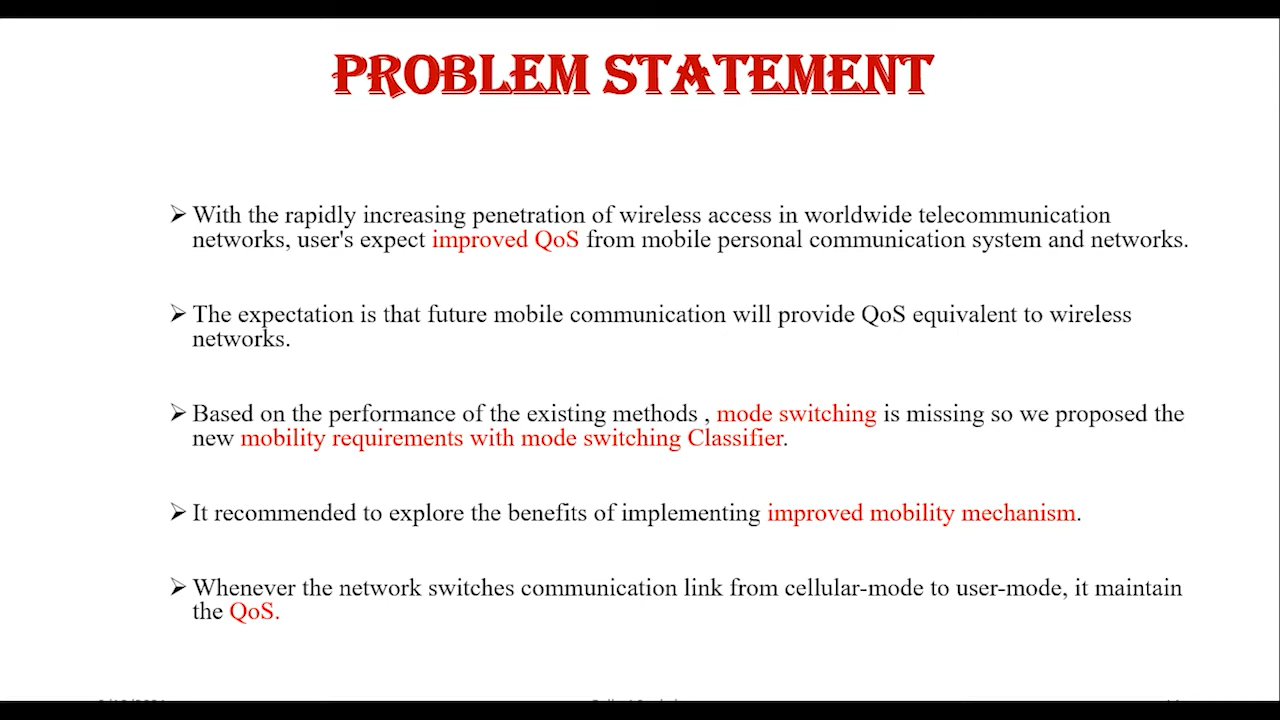 PROBLEM STATEMENT
➢ With the rapidly increasing penetration of wireless access in worldwide telecommunication
networks, user's expect improved QoS from mobile personal communication system and networks.
➢ The expectation is that future mobile communication will provide QoS equivalent to wireless
networks.
➢ Based on the performance of the existing methods , mode switching is missing so we proposed the
new mobility requirements with mode switching Classifier.
➢ It recommended to explore the benefits of implementing improved mobility mechanism.
➢ Whenever the network switches communication link from cellular-mode to user-mode, it maintain
the QoS.